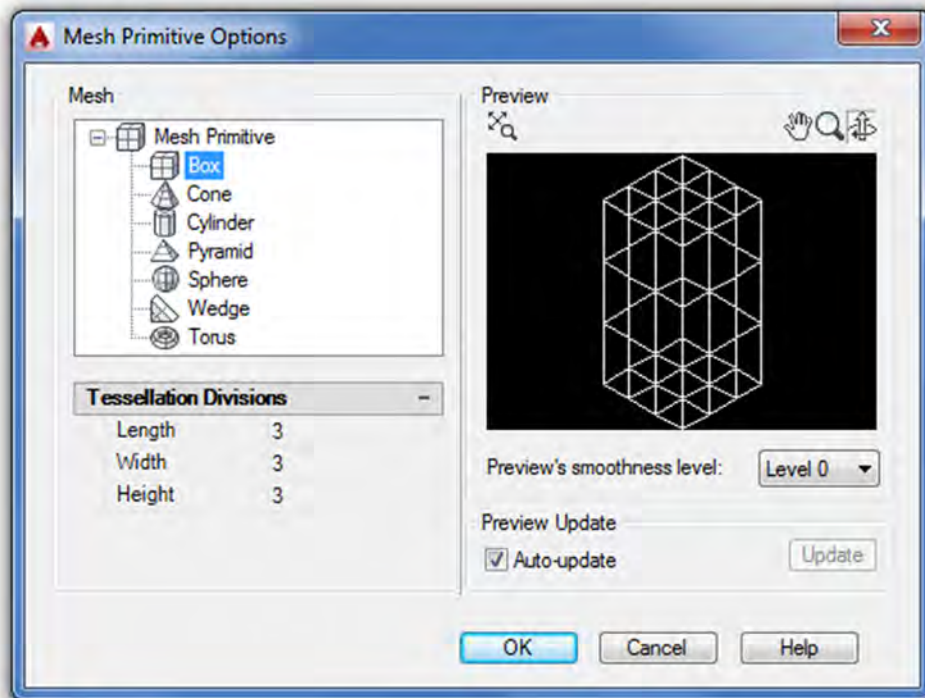 Mesh Primitive Options
Mesh
Mesh Primitive
Box
Cone
Cylinder
Pyramid
Sphere
Wedge
Torus
Tessellation Divisions
Length 3
Width 3
Height 3
Preview
Preview's smoothness level: Level 0
Preview Update
Auto-update Update
OK Cancel Help